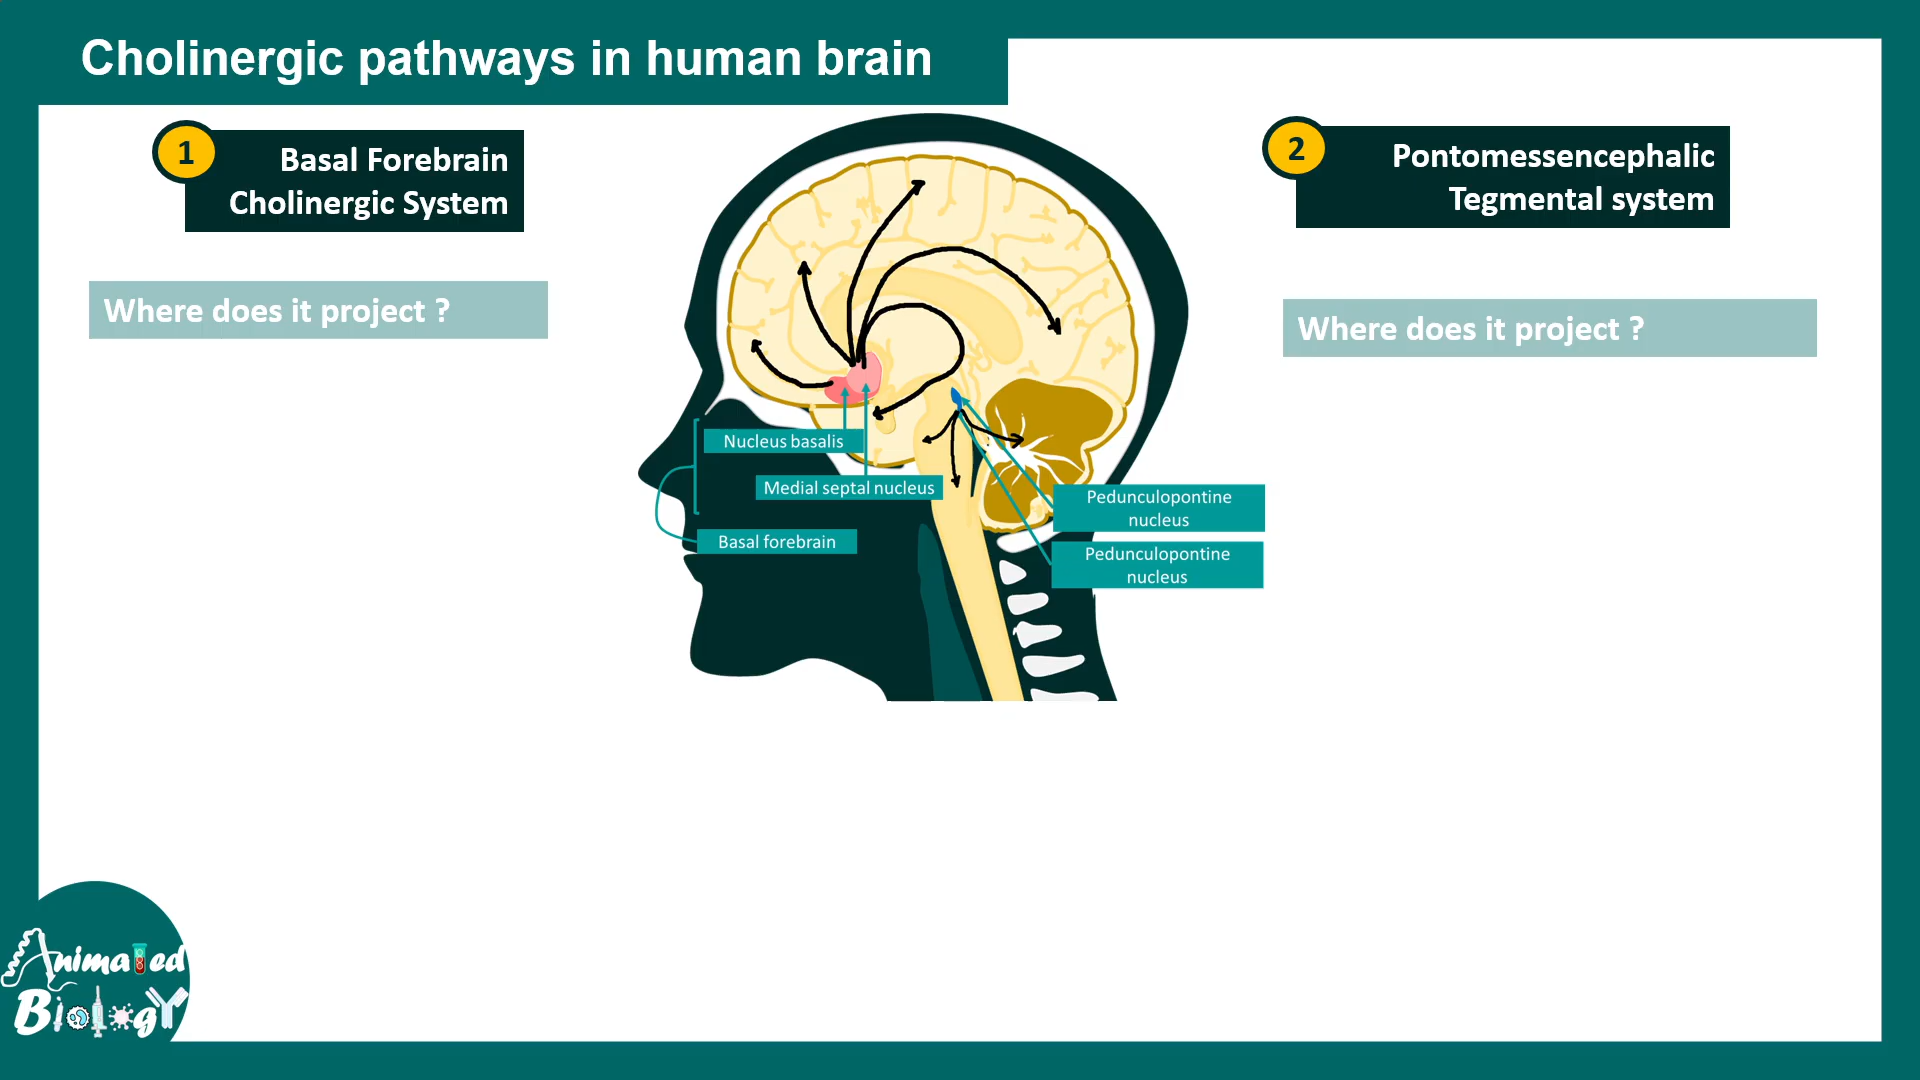 Cholinergic pathways in human brain
1
Basal Forebrain
Cholinergic System
Where does it project ?
2
Pontomessencephalic
Tegmental system
Where does it project ?
Nucleus basalis
Medial septal nucleus
Basal forebrain
Pedunculopontine
nucleus
Pedunculopontine
nucleus
Animated
Biology